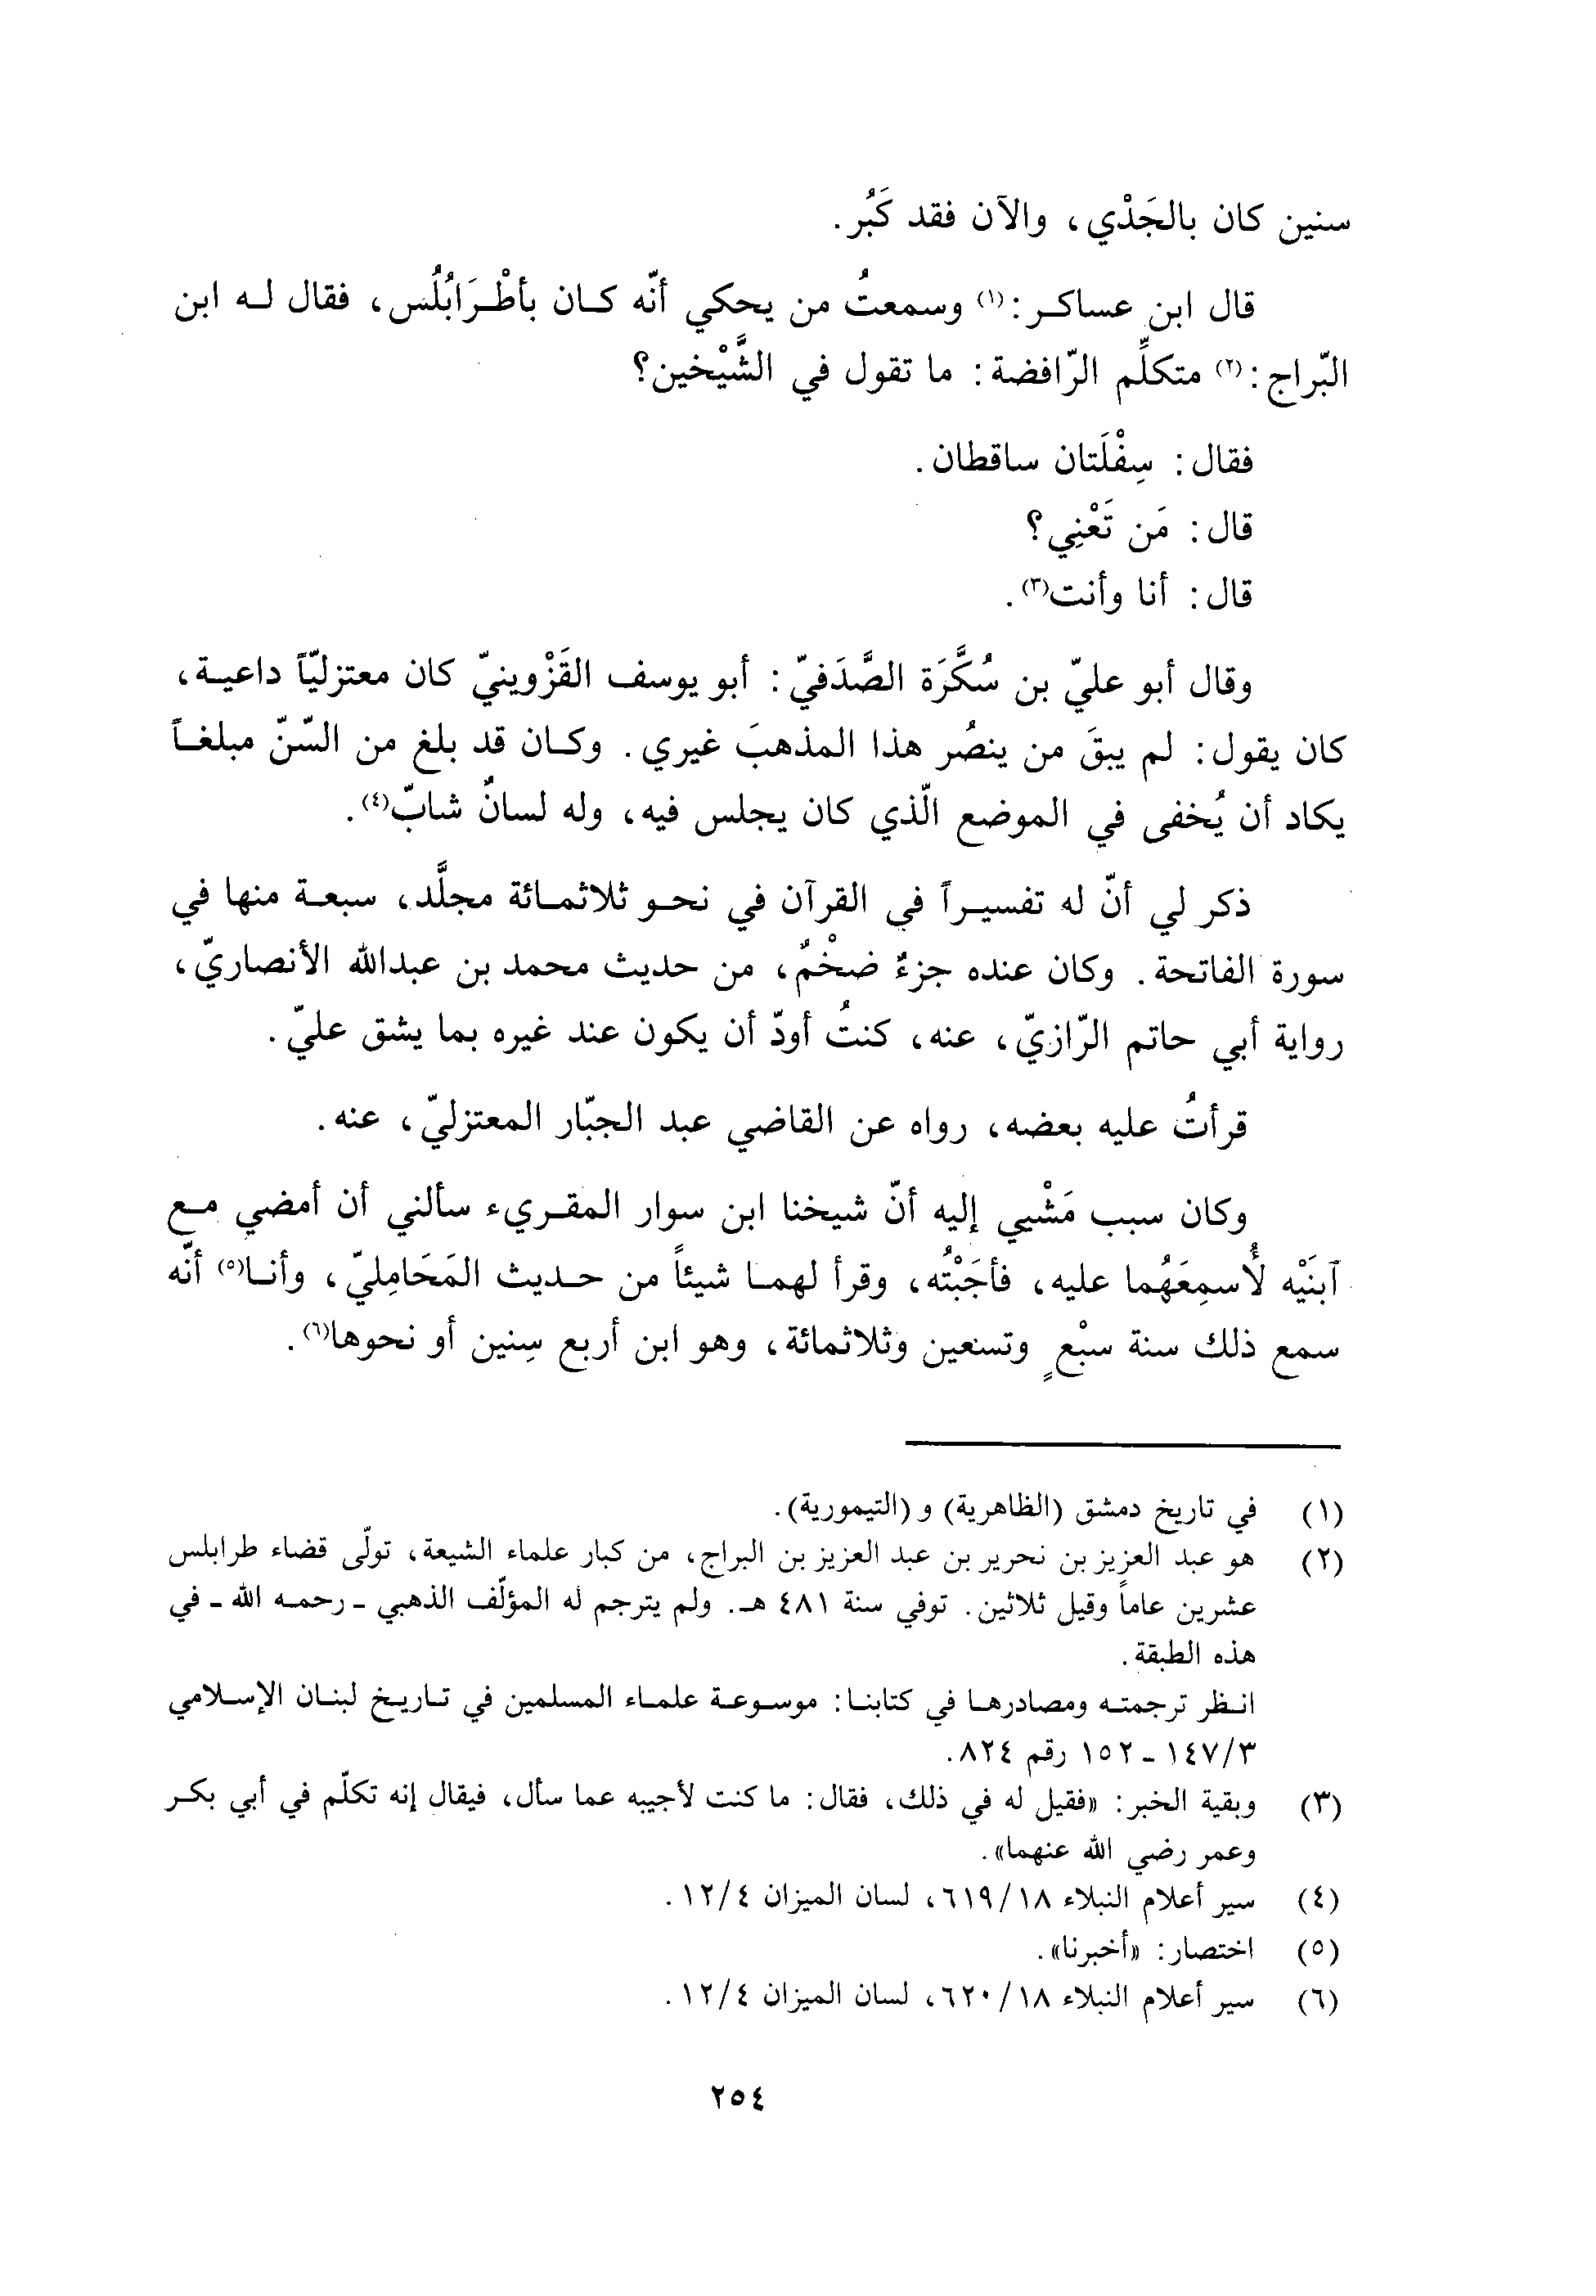 سنين كان بالجَدْي، والآن فقد كَبُر.
قال ابن عساكر:(١) وسمعتُ من يحكي أنّه كان بأطْرَابُلُس، فقال له ابن
البّراج:(٢) متكلِّم الرّافضة: ما تقول في الشَّيْخين؟
فقال: سِفْلَتان ساقطان.
قال: مَن تَعْنِي؟
قال: أنا وأنت(٣).
وقال أبو عليّ بن سُكَّرَة الصَّدَفيّ: أبو يوسف القَزْوينيّ كان معتزليّاً داعية،
كان يقول: لم يبقَ من ينصُر هذا المذهبَ غيري. وكان قد بلغ من السّنّ مبلغاً
يكاد أن يُخفى في الموضع الّذي كان يجلس فيه، وله لسانٌ شابّ(٤).
ذكر لي أنّ له تفسيراً في القرآن في نحو ثلاثمائة مجلَّد، سبعة منها في
سورة الفاتحة. وكان عنده جزءٌ ضخْمٌ، من حديث محمد بن عبدالله الأنصاريّ،
رواية أبي حاتم الرّازيّ، عنه، كنتُ أودّ أن يكون عند غيره بما يشق عليّ.
قرأتُ عليه بعضه، رواه عن القاضي عبد الجبّار المعتزليّ، عنه.
وكان سبب مَشْيي إليه أنّ شيخنا ابن سوار المقريء سألني أن أمضي مع
آبنَيْه لأُسمِعَهُما عليه، فأجَبْتُه، وقرأ لهما شيئاً من حديث المَحَامِليّ، وأنا(٥) أنّه
سمع ذلك سنة سبْعٍ وتسعين وثلاثمائة، وهو ابن أربع سِنين أو نحوها(٦).
(١) في تاريخ دمشق (الظاهرية) و (التيمورية).
(٢) هو عبد العزيز بن نحرير بن عبد العزيز بن البراج، من كبار علماء الشيعة، تولّى قضاء طرابلس
عشرين عاماً وقيل ثلاثين. توفي سنة ٤٨١ هـ. ولم يترجم له المؤلّف الذهبي ـ رحمه الله ـ في
هذه الطبقة.
انظر ترجمته ومصادرها في كتابنا: موسوعة علماء المسلمين في تاريخ لبنان الإسلامي
٣/١٤٧ ـ ١٥٢ رقم ٨٢٤.
(٣) وبقية الخبر: «فقيل له في ذلك، فقال: ما كنت لأجيبه عما سأل، فيقال إنه تكلّم في أبي بكر
وعمر رضي الله عنهما».
(٤) سير أعلام النبلاء ١٨/٦١٩، لسان الميزان ٤/١٢.
(٥) اختصار: «أخبرنا».
(٦) سير أعلام النبلاء ١٨/٦٢٠، لسان الميزان ٤/١٢.
٢٥٤